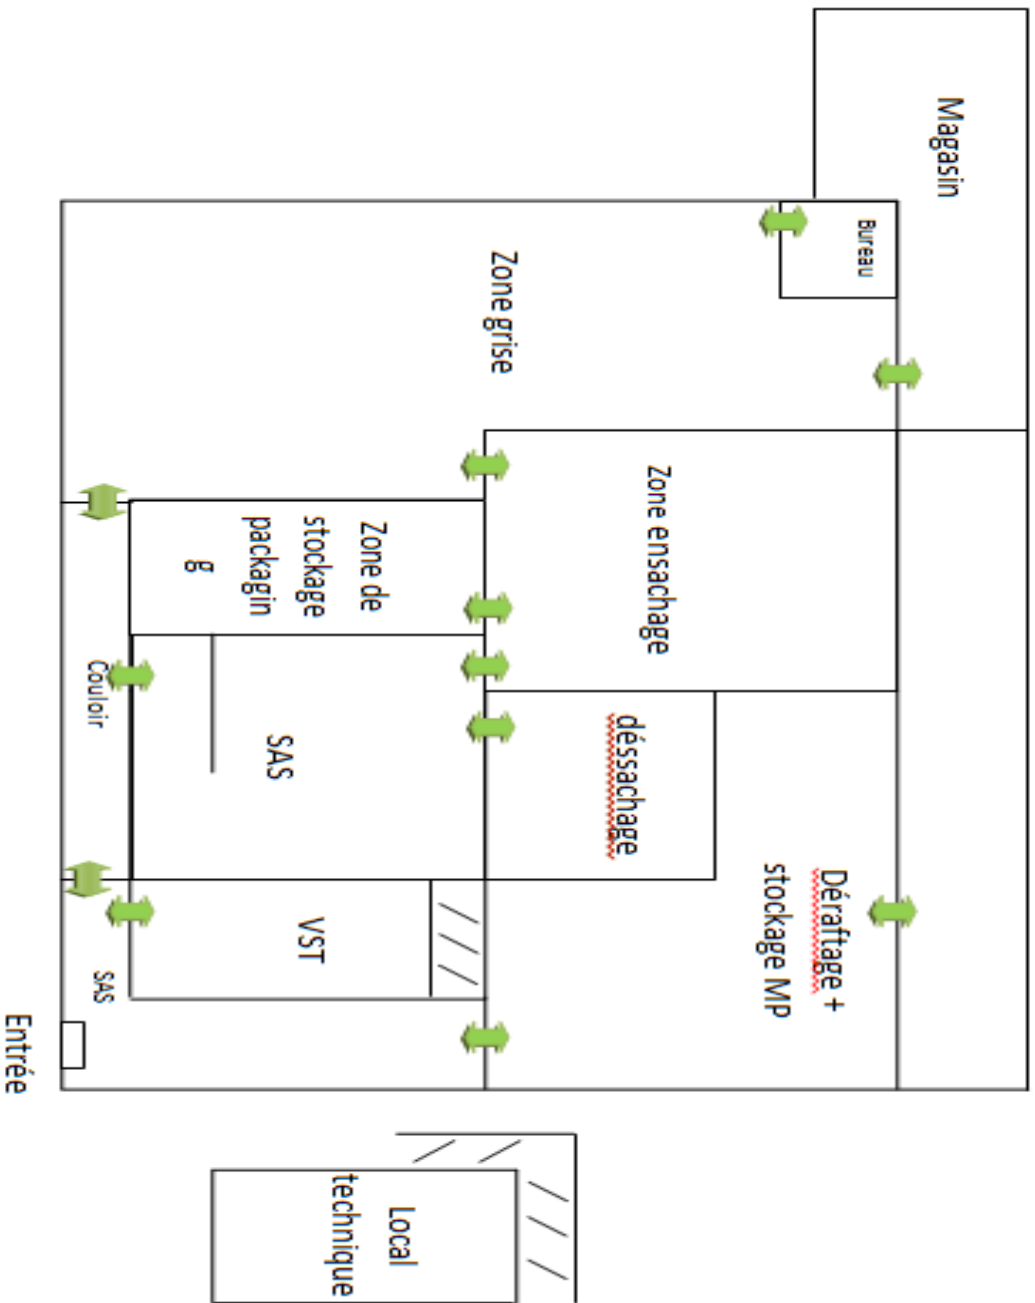 Magasin
Bureau
Déraftage +
stockage MP
Zone ensachage
déssachage
Zone grise
Zone de
stockage
packagin
g
SAS
VST
Local
technique
Couloir
SAS
Entrée